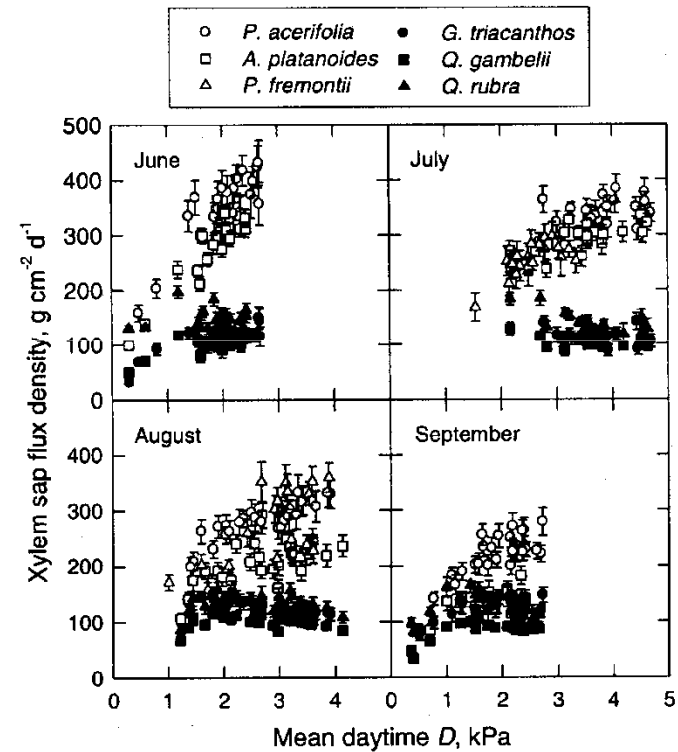 P. acerifolia G. triacanthos
A. platanoides Q. gambelii
P. fremontii Q. rubra
500
June July
400
300
200
100
0
August September
400
300
200
100
0
0 1 2 3 4 0 1 2 3 4 5
Xylem sap flux density, g cm-2 d-1
Mean daytime D, kPa